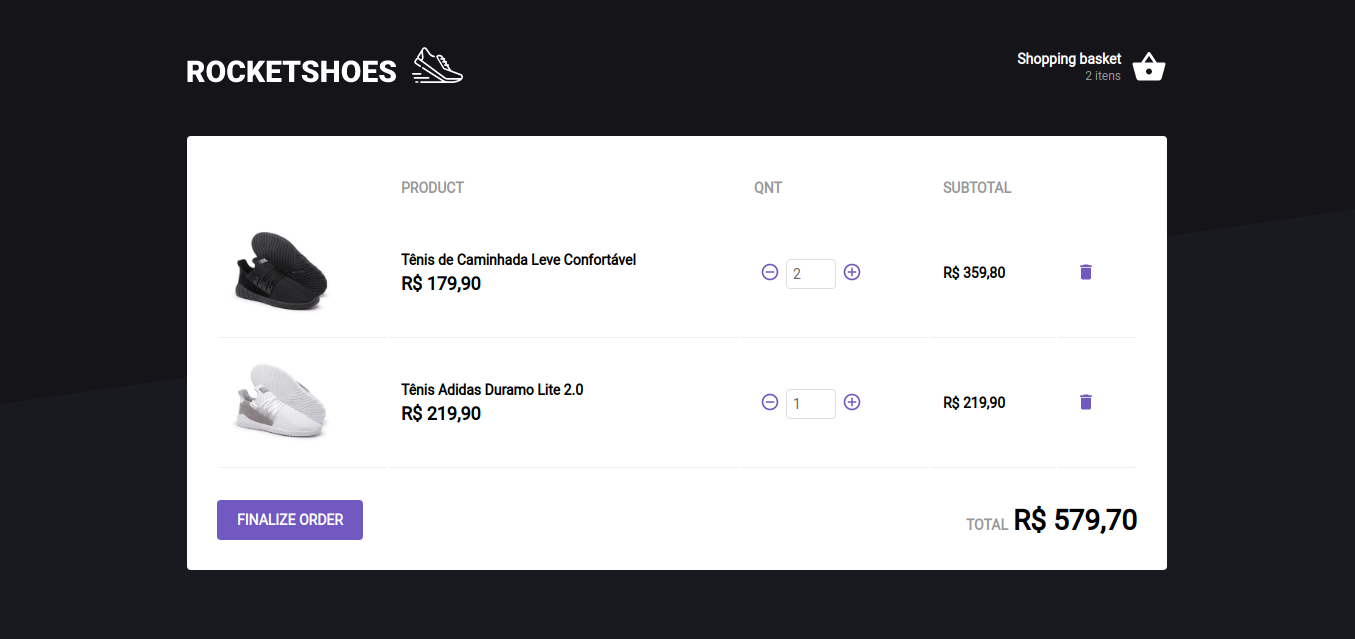 ROCKETSHOES
Shopping basket
2 itens
PRODUCT QNT SUBTOTAL
Tênis de Caminhada Leve Confortável
R$ 179,90
2
R$ 359,80
Tênis Adidas Duramo Lite 2.0
R$ 219,90
1
R$ 219,90
FINALIZE ORDER
TOTAL R$ 579,70